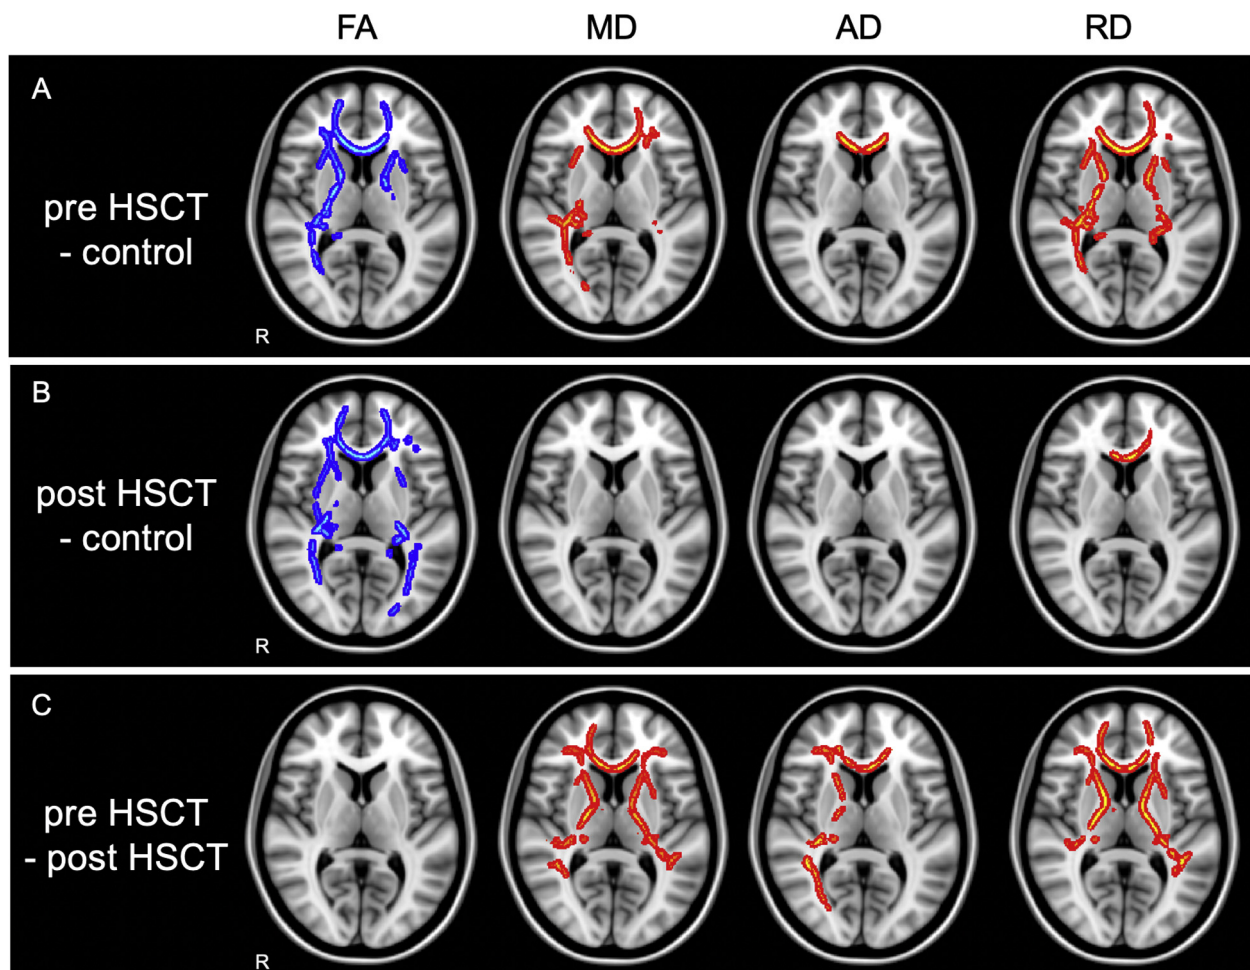 FA MD AD RD
A
pre HSCT
- control
R
B
post HSCT
- control
R
C
pre HSCT
- post HSCT
R